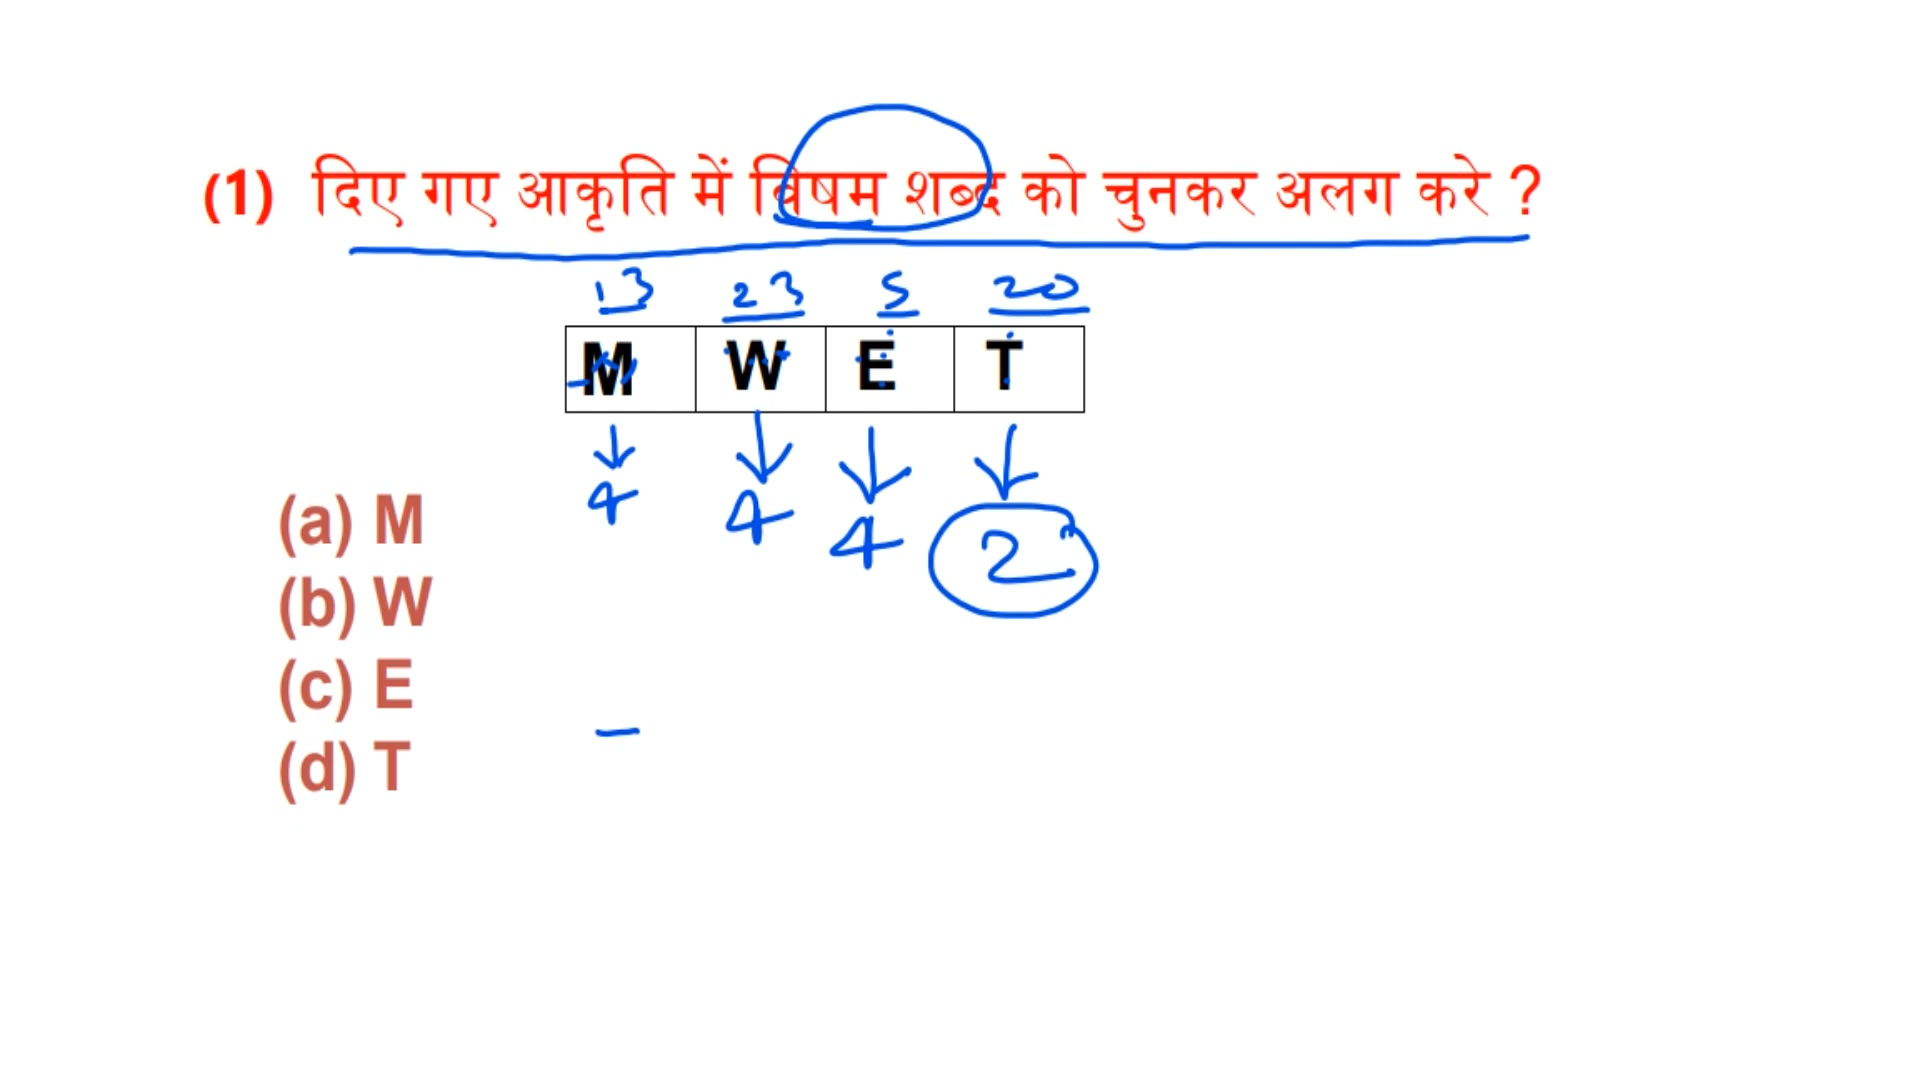 (1) दिए गए आकृति में विषम शब्द को चुनकर अलग करे ?
13 23 5 20
M W E T
4 4 4 2
(a) M
(b) W
(c) E
(d) T